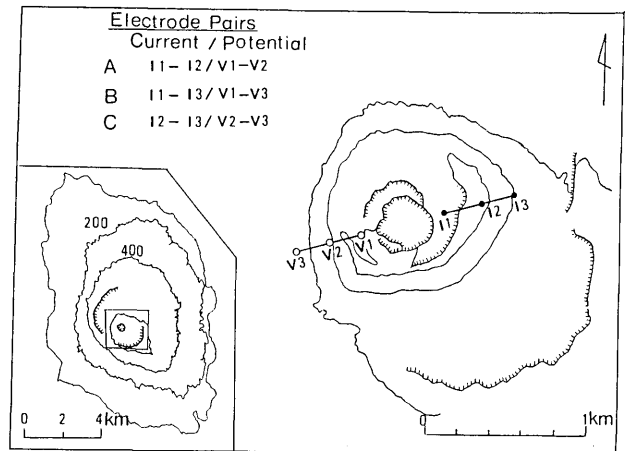 Electrode Pairs
Current / Potential
A I1-I2/V1-V2
B I1-I3/V1-V3
C I2-I3/V2-V3
200
400
0 2 4km
I1
I2
I3
V1
V2
V3
0 1km